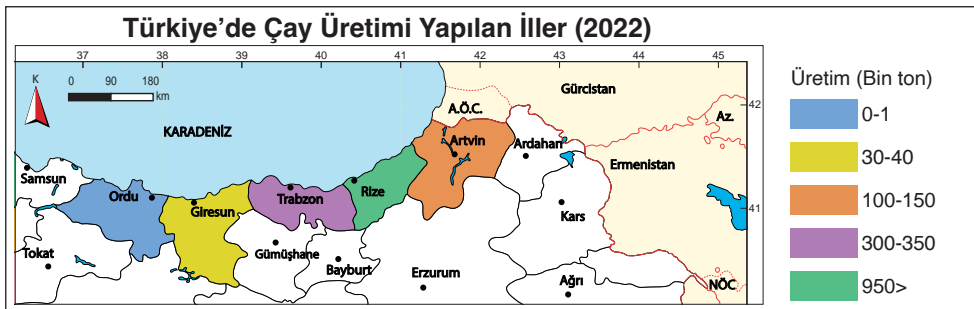 Türkiye'de Çay Üretimi Yapılan İller (2022)
37 38 39 40 41 42 43 44 45
K
0 90 180
km
Gürcistan
42
A.Ö.C.
Az.
KARADENİZ
Artvin
Ardahan
Ermenistan
Samsun
Ordu
Giresun
Trabzon
Rize
Kars
41
Tokat
Gümüşhane
Bayburt
Erzurum
Ağrı
NÖC
Üretim (Bin ton)
0-1
30-40
100-150
300-350
950>